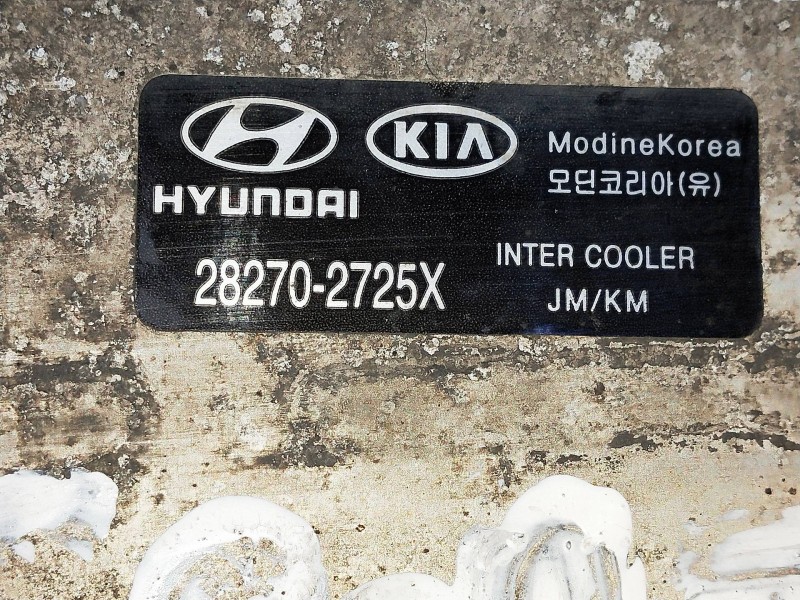 HYUNDAI
KIA
ModineKorea
모딘코리아(유)
28270-2725X
INTER COOLER
JM/KM